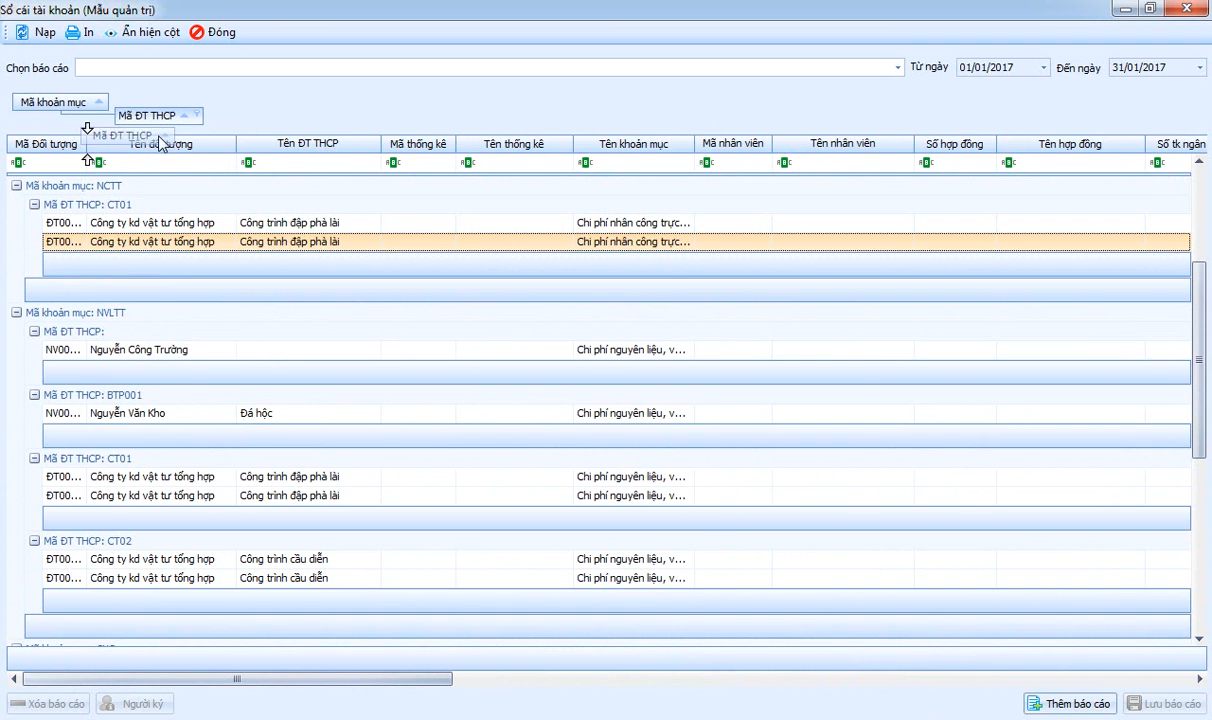 Sổ cái tài khoản (Mẫu quản trị)
Nạp In Ẩn hiện cột Đóng
Chọn báo cáo Từ ngày 01/01/2017 Đến ngày 31/01/2017
Mã khoản mục
Mã ĐT THCP
Mã ĐT THCP
Mã Đối tượng Tên đối tượng Tên ĐT THCP Mã thống kê Tên thống kê Tên khoản mục Mã nhân viên Tên nhân viên Số hợp đồng Tên hợp đồng Số tk ngân
Mã khoản mục: NCTT
Mã ĐT THCP: CT01
ĐT00... Công ty kd vật tư tổng hợp Công trình đập phà lài Chi phí nhân công trực...
ĐT00... Công ty kd vật tư tổng hợp Công trình đập phà lài Chi phí nhân công trực...
Mã khoản mục: NVLTT
Mã ĐT THCP:
NV00... Nguyễn Công Trường Chi phí nguyên liệu, v...
Mã ĐT THCP: BTP001
NV00... Nguyễn Văn Kho Đá hộc Chi phí nguyên liệu, v...
Mã ĐT THCP: CT01
ĐT00... Công ty kd vật tư tổng hợp Công trình đập phà lài Chi phí nguyên liệu, v...
ĐT00... Công ty kd vật tư tổng hợp Công trình đập phà lài Chi phí nguyên liệu, v...
Mã ĐT THCP: CT02
ĐT00... Công ty kd vật tư tổng hợp Công trình cầu diễn Chi phí nguyên liệu, v...
ĐT00... Công ty kd vật tư tổng hợp Công trình cầu diễn Chi phí nguyên liệu, v...
Xóa báo cáo Người ký Thêm báo cáo Lưu báo cáo